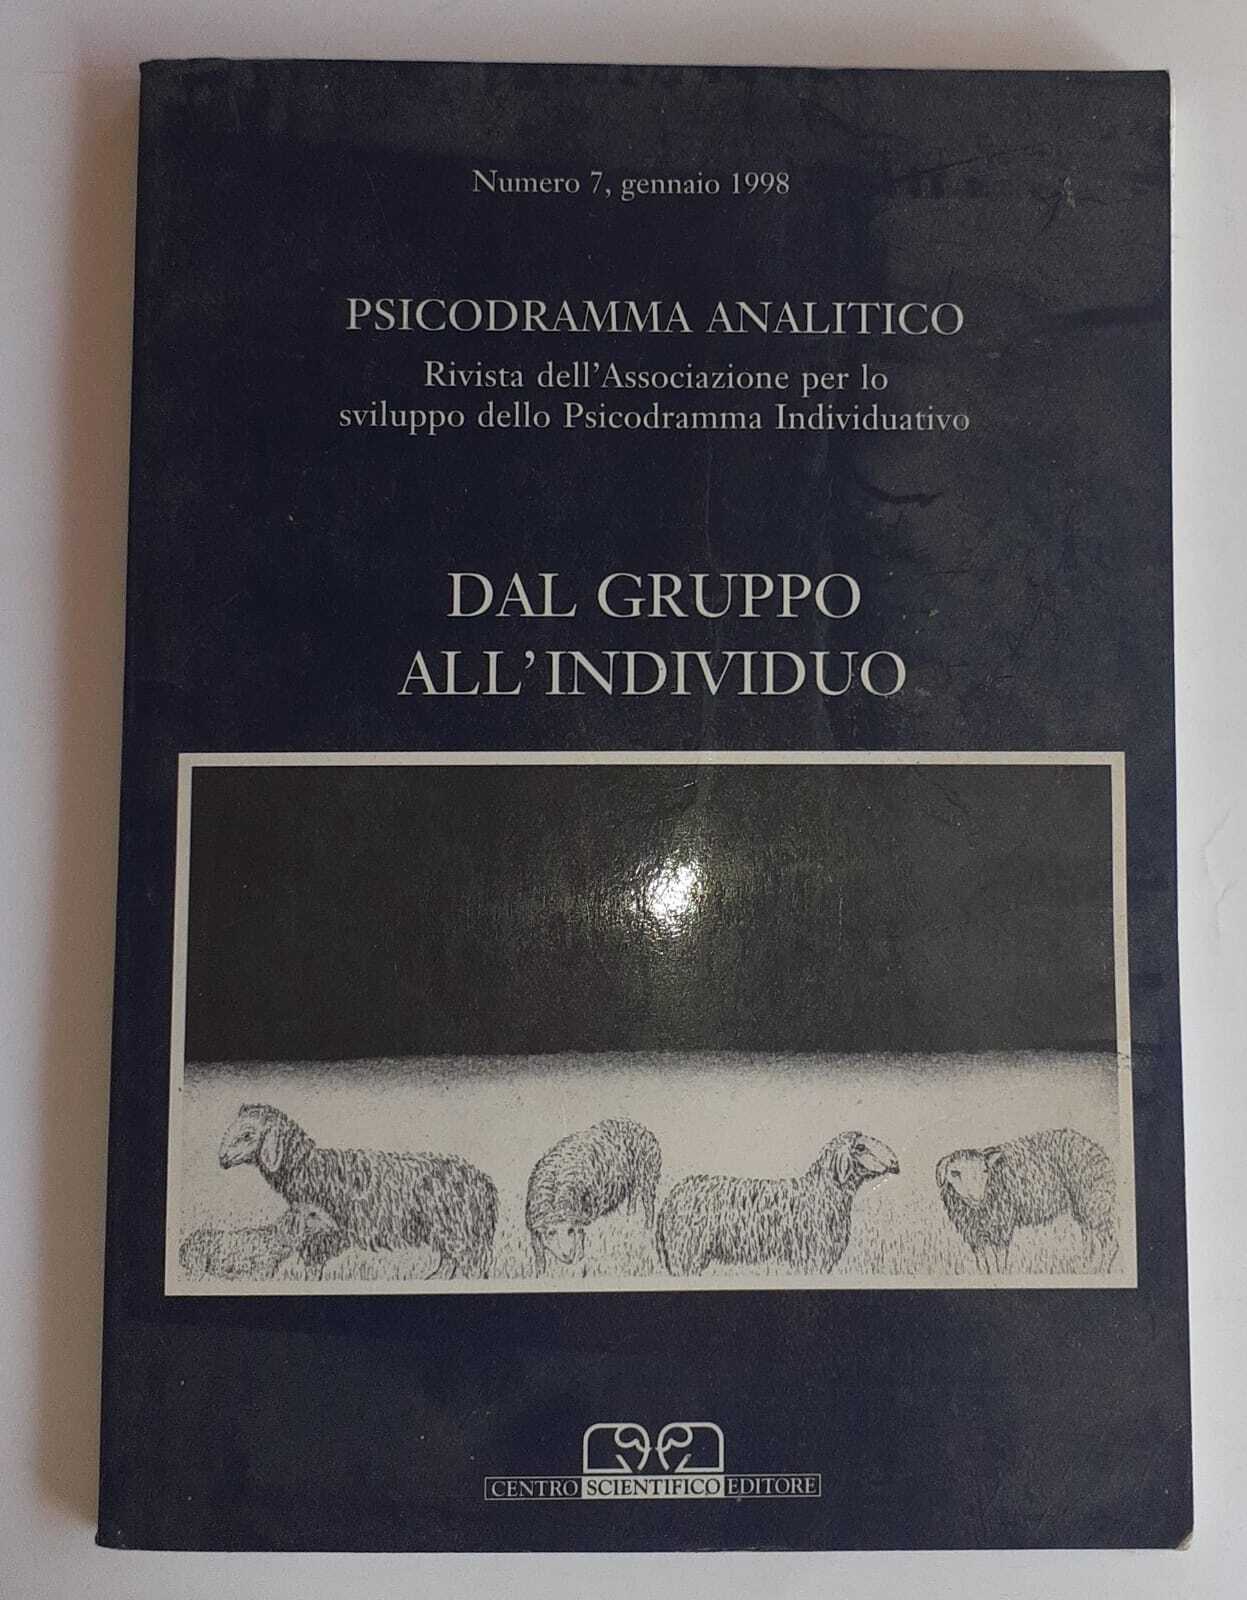 Numero 7, gennaio 1998
PSICODRAMMA ANALITICO
Rivista dell'Associazione per lo
sviluppo dello Psicodramma Individuativo
DAL GRUPPO
ALL'INDIVIDUO
CENTRO SCIENTIFICO EDITORE